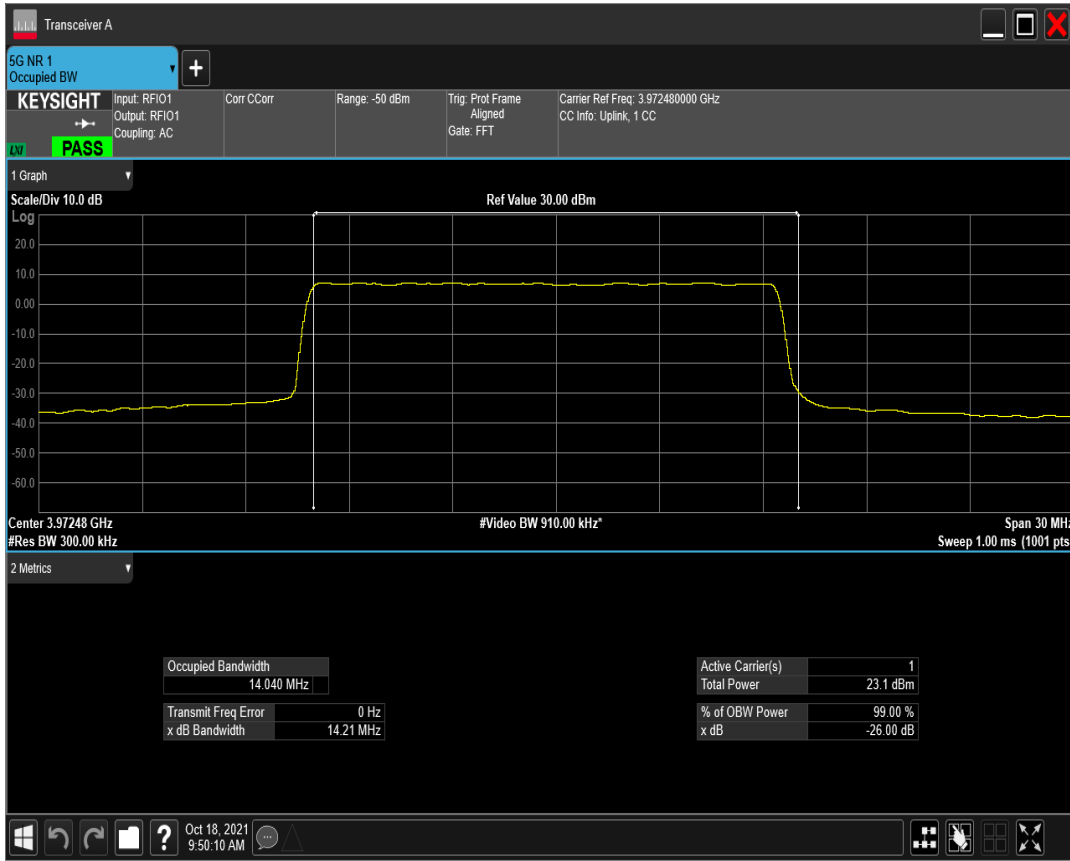 Transceiver A
5G NR 1
Occupied BW
+
KEYSIGHT
Input: RFIO1
Output: RFIO1
Coupling: AC
Corr CCorr
Range: -50 dBm
Trig: Prot Frame
Aligned
Gate: FFT
Carrier Ref Freq: 3.972480000 GHz
CC Info: Uplink, 1 CC
LXI
PASS
1 Graph
Scale/Div 10.0 dB
Ref Value 30.00 dBm
Log
20.0
10.0
0.00
-10.0
-20.0
-30.0
-40.0
-50.0
-60.0
Center 3.97248 GHz
#Video BW 910.00 kHz*
Span 30 MHz
#Res BW 300.00 kHz
Sweep 1.00 ms (1001 pts
2 Metrics
Occupied Bandwidth
14.040 MHz
Transmit Freq Error 0 Hz
x dB Bandwidth 14.21 MHz
Active Carrier(s) 1
Total Power 23.1 dBm
% of OBW Power 99.00 %
x dB -26.00 dB
?
Oct 18, 2021
9:50:10 AM